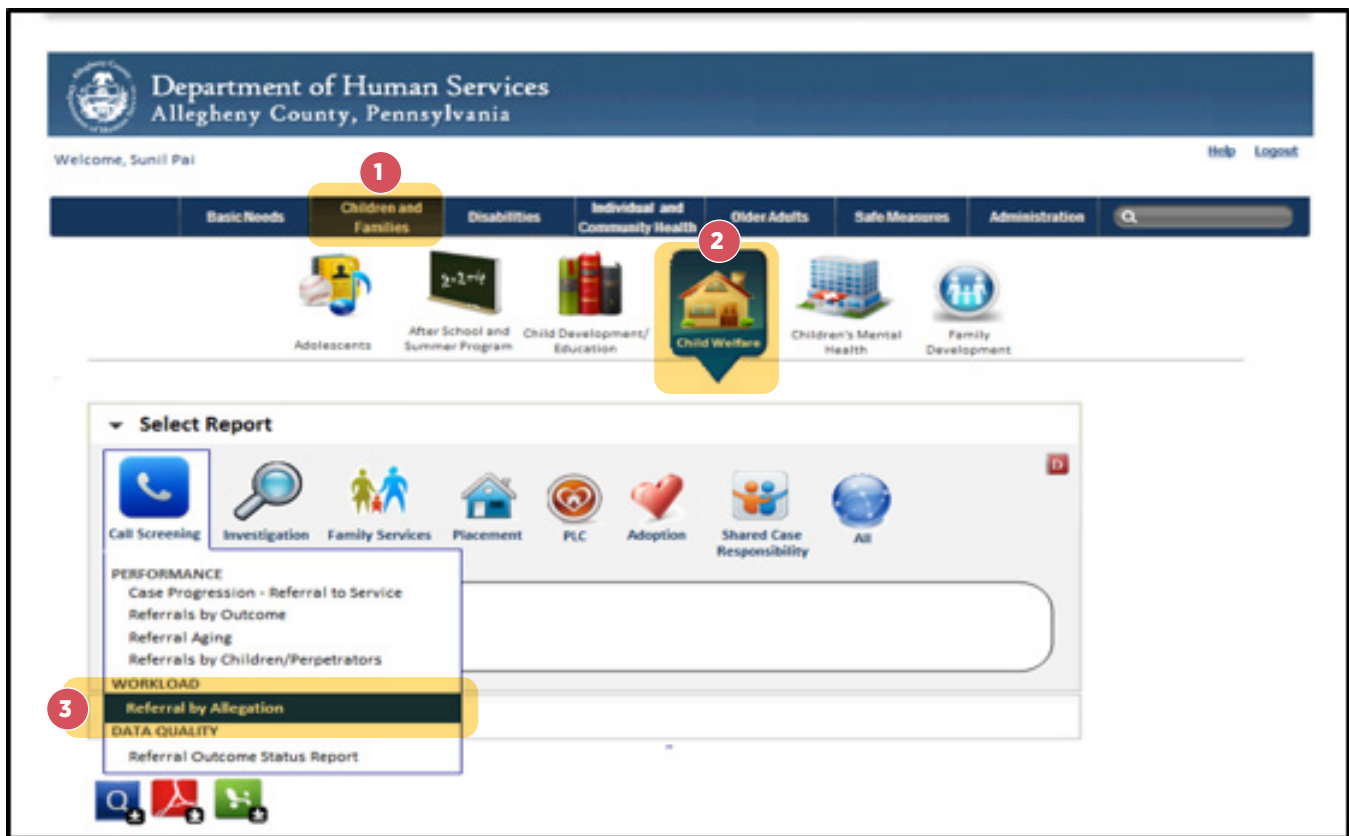 Department of Human Services
Allegheny County, Pennsylvania
Welcome, Sunil Pai
Help Logout
1
Basic Needs
Children and
Families
Disabilities
Individual and
Community Health
Older Adults
Safe Measures
Administration
2
Adolescents
After School and
Summer Program
Child Development/
Education
Child Welfare
Children's Mental
Health
Family
Development
Select Report
D
Call Screening
Investigation
Family Services
Placement
PLC
Adoption
Shared Case
Responsibility
All
PERFORMANCE
Case Progression - Referral to Service
Referrals by Outcome
Referral Aging
Referrals by Children/Perpetrators
WORKLOAD
3
Referral by Allegation
DATA QUALITY
Referral Outcome Status Report